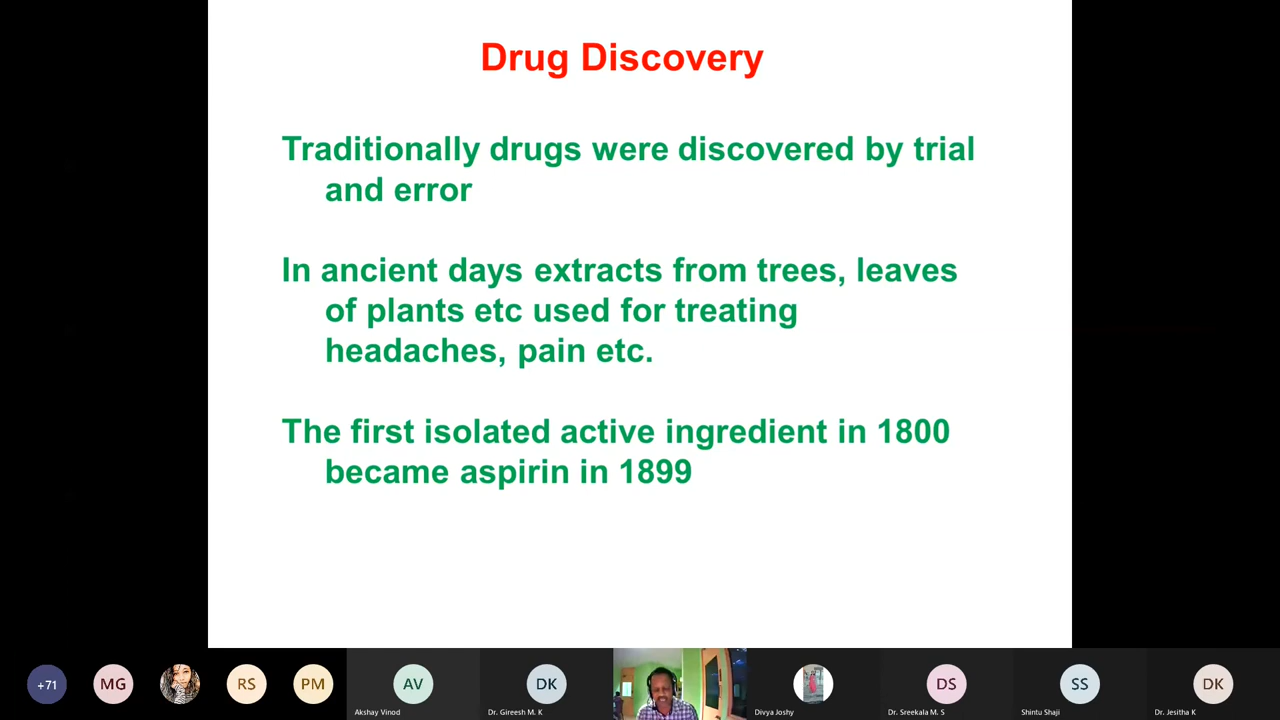 Drug Discovery
Traditionally drugs were discovered by trial
and error
In ancient days extracts from trees, leaves
of plants etc used for treating
headaches, pain etc.
The first isolated active ingredient in 1800
became aspirin in 1899
+71
MG
RS
PM
AV
DK
DS
SS
DK
Akshay Vinod
Dr. Gireesh M. K
Divya Joshy
Dr. Sreekala M. S
Shintu Shaji
Dr. Jesitha K